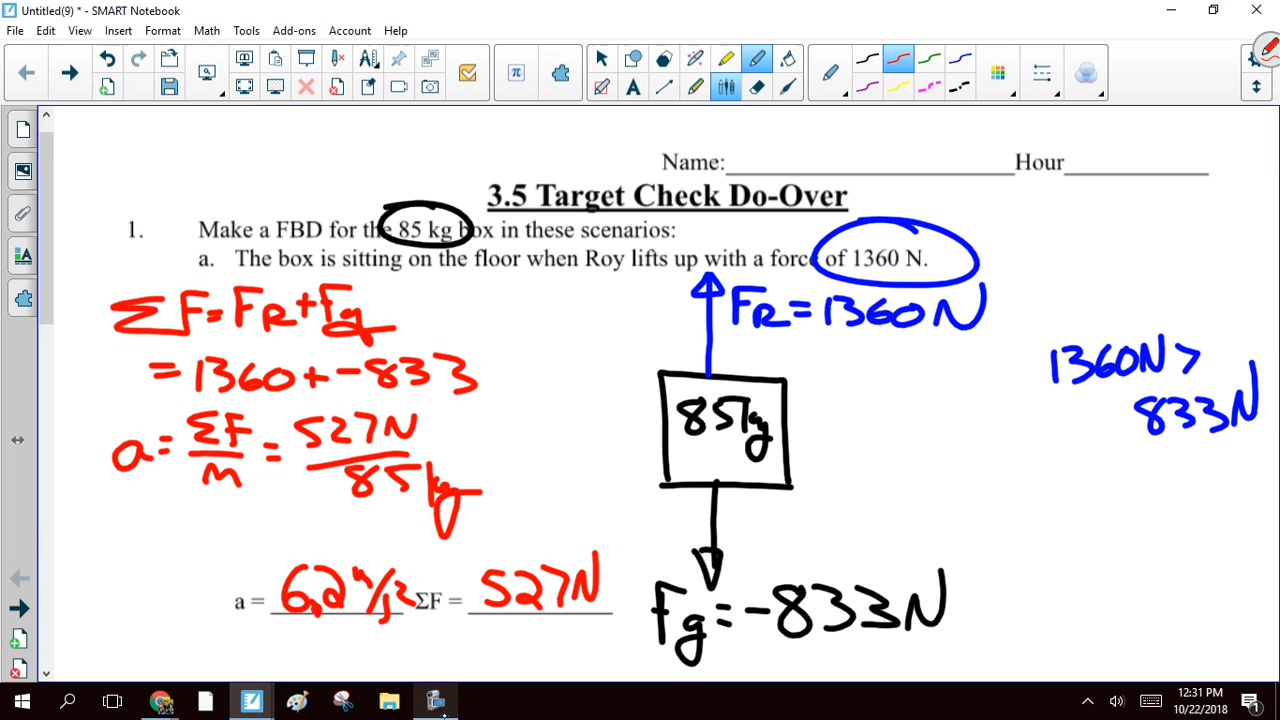 Untitled(9) * - SMART Notebook
File Edit View Insert Format Math Tools Add-ons Account Help
Name: Hour
3.5 Target Check Do-Over
1. Make a FBD for the 85 kg box in these scenarios:
a. The box is sitting on the floor when Roy lifts up with a force of 1360 N.
ΣF = FR + Fg
= 1360 + -833
a = ΣF/m = 527N/85kg
FR = 1360N
1360N >
833N
85kg
a = 6.2 m/s² ΣF = 527N
Fg = -833N
12:31 PM
10/22/2018